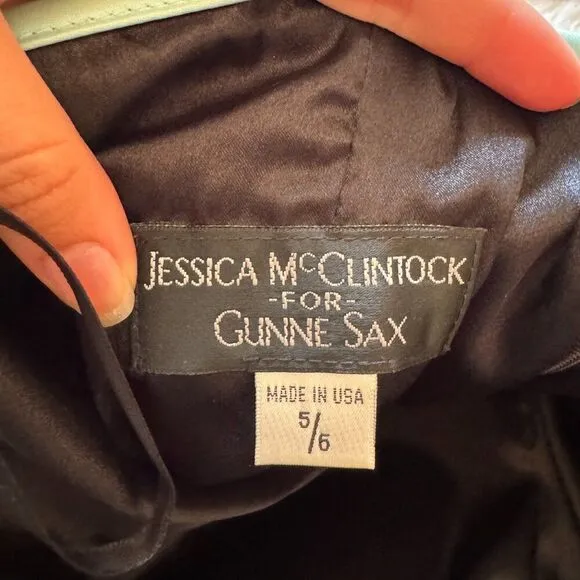 JESSICA McCLINTOCK
-FOR-
GUNNE SAX
MADE IN USA
5/6